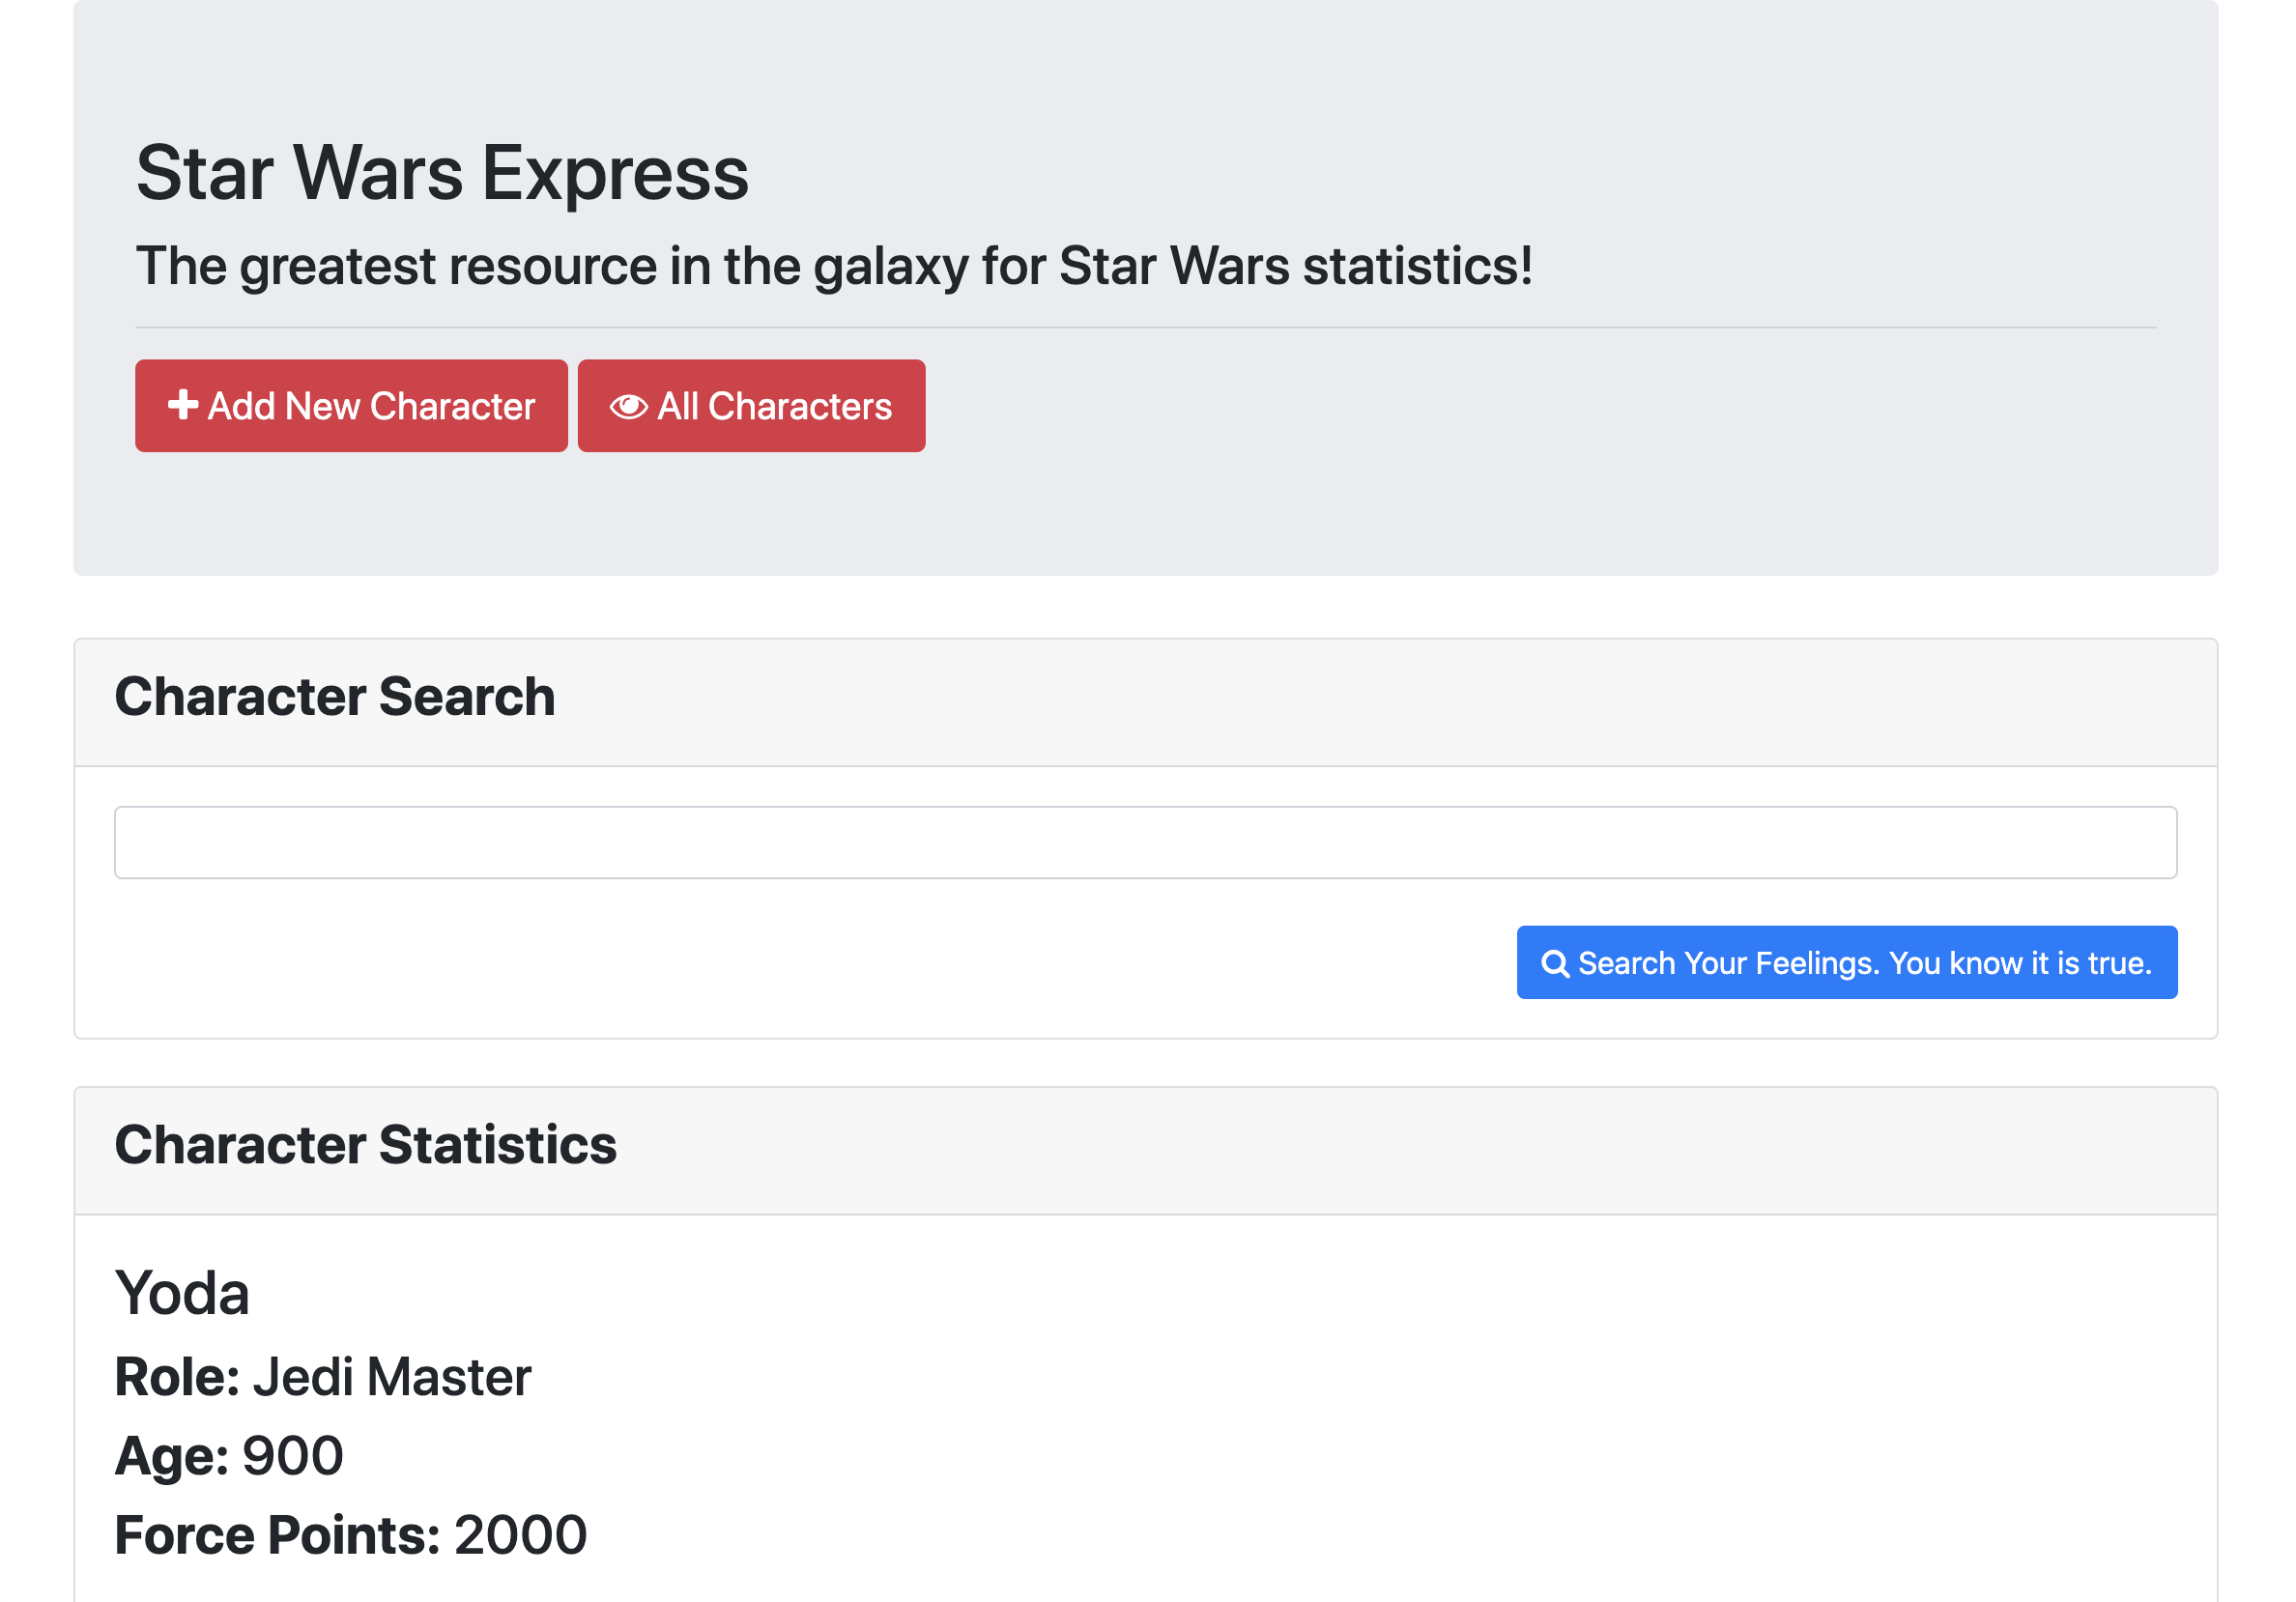 Star Wars Express
The greatest resource in the galaxy for Star Wars statistics!
Add New Character All Characters
Character Search
Search Your Feelings. You know it is true.
Character Statistics
Yoda
Role: Jedi Master
Age: 900
Force Points: 2000